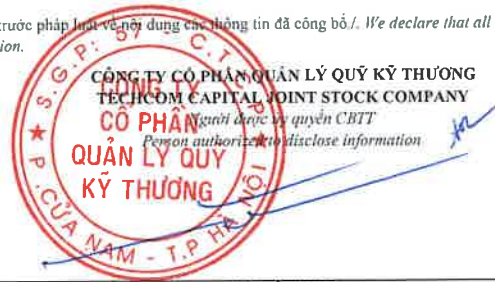 trước pháp luật về nội dung các thông tin đã công bố./. We declare that all
ion.
CÔNG TY CỔ PHẦN QUẢN LÝ QUỸ KỸ THƯƠNG
TECHCOM CAPITAL JOINT STOCK COMPANY
Người được ủy quyền CBTT
Person authorized to disclose information
S.G.P: 57 - C.T.C.P
CÔNG TY
CỔ PHẦN
QUẢN LÝ QUỸ
KỸ THƯƠNG
P.CỬA NAM - T.P HÀ NỘI